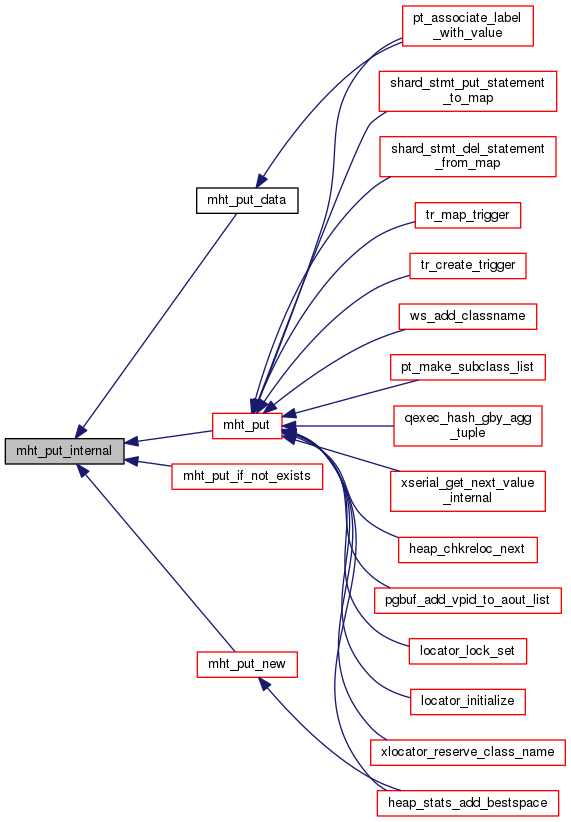 pt_associate_label
_with_value
shard_stmt_put_statement
_to_map
shard_stmt_del_statement
_from_map
mht_put_data
tr_map_trigger
tr_create_trigger
ws_add_classname
pt_make_subclass_list
mht_put
qexec_hash_gby_agg
_tuple
mht_put_internal
mht_put_if_not_exists
xserial_get_next_value
_internal
heap_chkreloc_next
pgbuf_add_vpid_to_aout_list
locator_lock_set
mht_put_new
locator_initialize
xlocator_reserve_class_name
heap_stats_add_bestspace